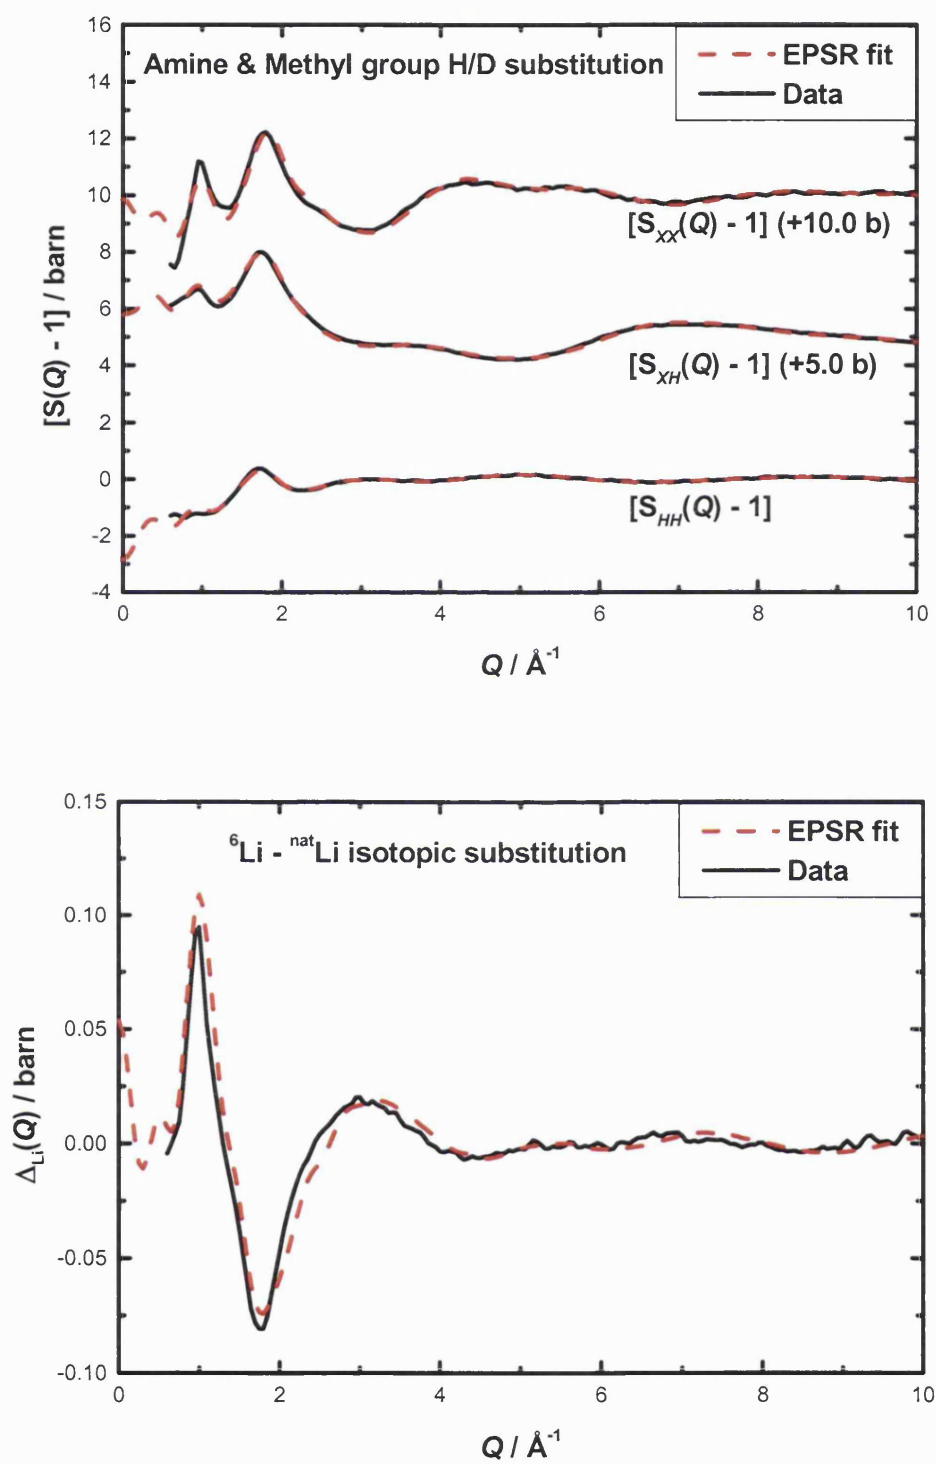 16
14
12
10
8
6
4
2
0
-2
-4
[S(Q) - 1] / barn
Amine & Methyl group H/D substitution
EPSR fit
Data
[S_XX(Q) - 1] (+10.0 b)
[S_XH(Q) - 1] (+5.0 b)
[S_HH(Q) - 1]
0 2 4 6 8 10
Q / Å⁻¹
0.15
0.10
0.05
0.00
-0.05
-0.10
Δ_Li(Q) / barn
⁶Li - ⁿᵃᵗLi isotopic substitution
EPSR fit
Data
0 2 4 6 8 10
Q / Å⁻¹